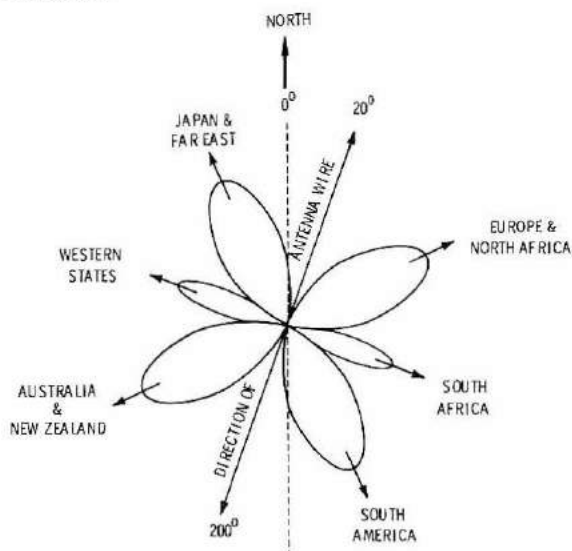 NORTH
0°
20°
JAPAN &
FAR EAST
ANTENNA WIRE
EUROPE &
NORTH AFRICA
WESTERN
STATES
SOUTH
AFRICA
AUSTRALIA
&
NEW ZEALAND
DIRECTION OF
200°
SOUTH
AMERICA